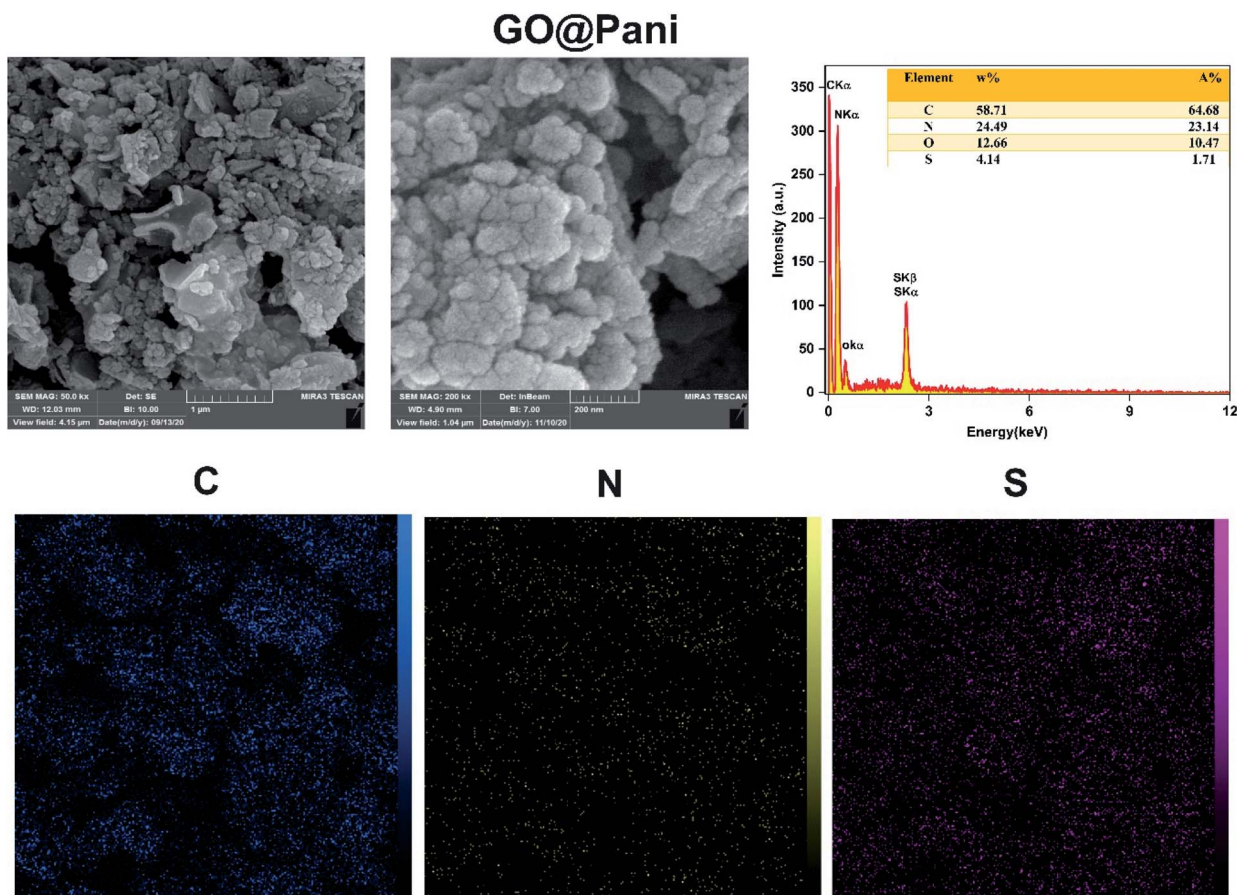 GO@Pani
SEM MAG: 50.0 kx Det: SE
WD: 12.03 mm BI: 10.00 1 µm MIRA3 TESCAN
View field: 4.15 µm Date(m/d/y): 09/13/20
SEM MAG: 200 kx Det: InBeam
WD: 4.90 mm BI: 7.00 200 nm MIRA3 TESCAN
View field: 1.04 µm Date(m/d/y): 11/10/20
Element w% A%
C 58.71 64.68
N 24.49 23.14
O 12.66 10.47
S 4.14 1.71
CKα
NKα
SKβ
SKα
okα
Intensity (a.u.)
350
300
250
200
150
100
50
0
0 3 6 9 12
Energy(keV)
C N S